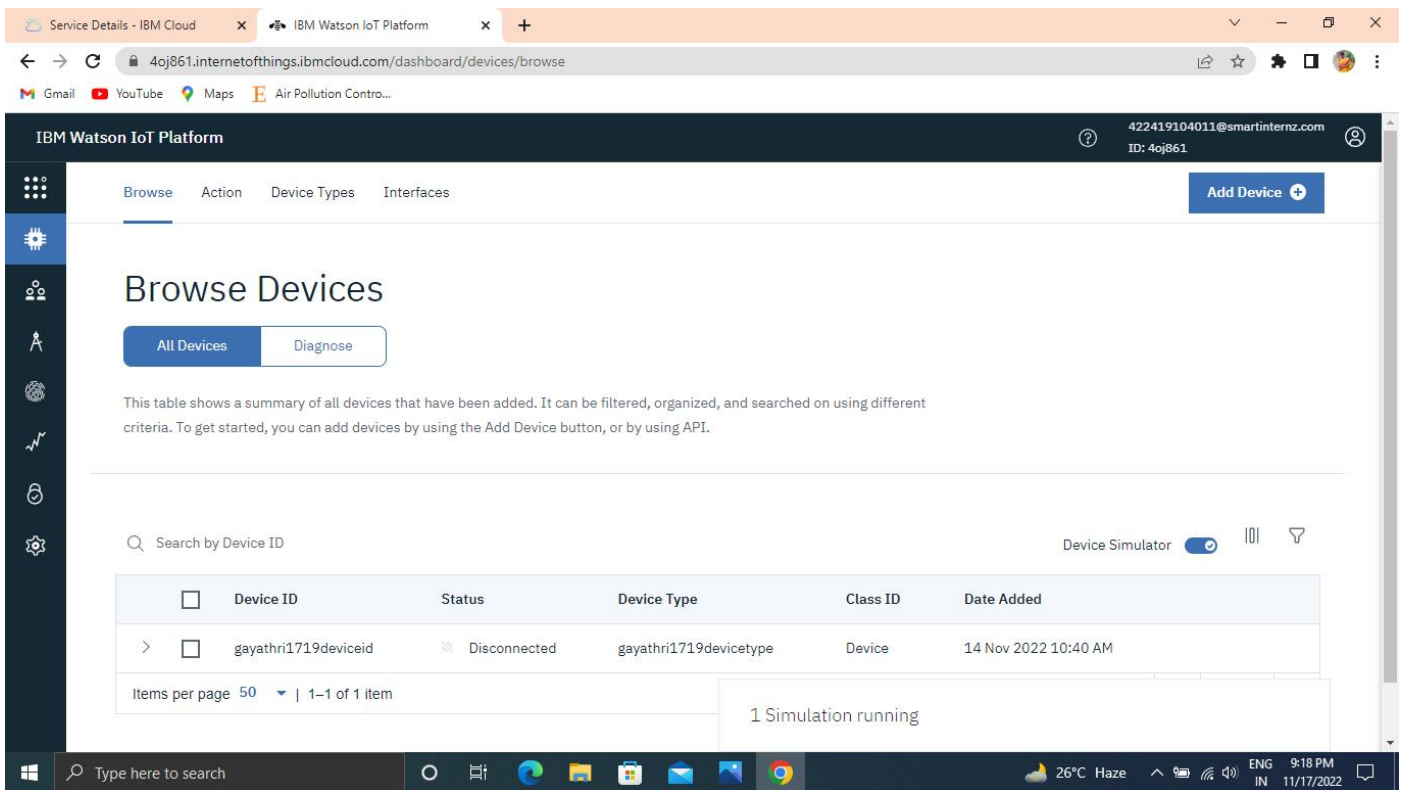 Service Details - IBM Cloud
IBM Watson IoT Platform
4oj861.internetofthings.ibmcloud.com/dashboard/devices/browse
Gmail YouTube Maps E Air Pollution Contro...
IBM Watson IoT Platform
422419104011@smartinternz.com
ID: 4oj861
Browse Action Device Types Interfaces
Add Device
Browse Devices
All Devices Diagnose
This table shows a summary of all devices that have been added. It can be filtered, organized, and searched on using different
criteria. To get started, you can add devices by using the Add Device button, or by using API.
Search by Device ID
Device Simulator
Device ID Status Device Type Class ID Date Added
gayathri1719deviceid Disconnected gayathri1719devicetype Device 14 Nov 2022 10:40 AM
Items per page 50 | 1–1 of 1 item
1 Simulation running
Type here to search
26°C Haze
ENG
IN
9:18 PM
11/17/2022